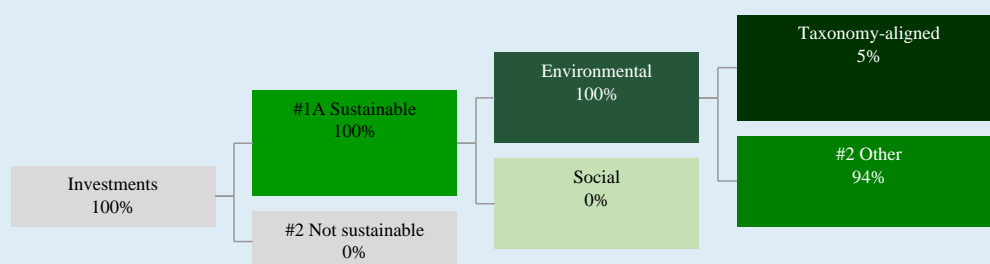 Investments
100%
#1A Sustainable
100%
#2 Not sustainable
0%
Environmental
100%
Social
0%
Taxonomy-aligned
5%
#2 Other
94%